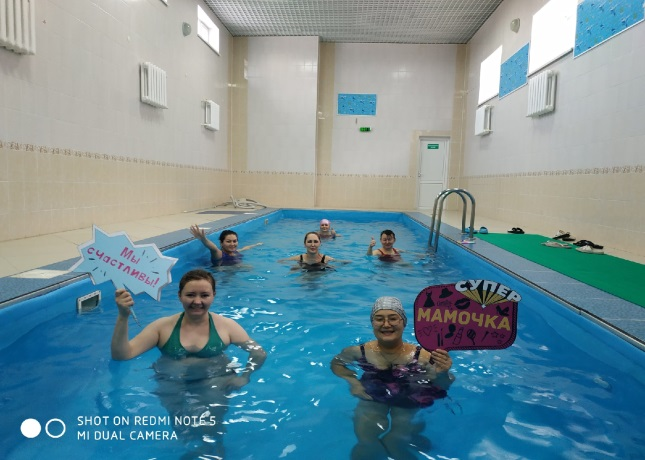 Мы
счастливы!
СУПЕР
МАМОЧКА
SHOT ON REDMI NOTE 5
MI DUAL CAMERA